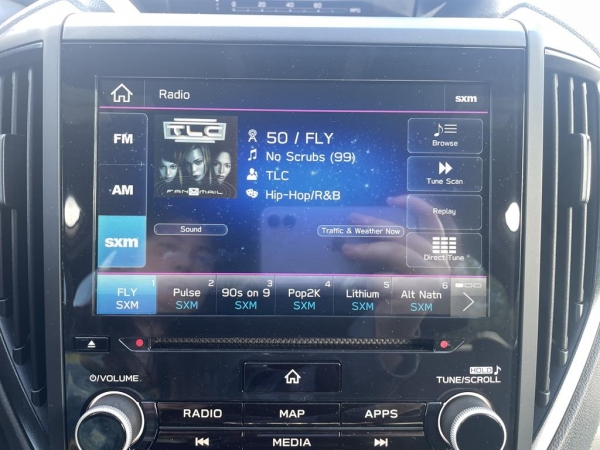 Radio
sxm
FM
AM
sxm
TLC
FANMAIL
50 / FLY
No Scrubs (99)
TLC
Hip-Hop/R&B
Browse
Tune Scan
Replay
Direct Tune
Sound
Traffic & Weather Now
1
FLY
SXM
2
Pulse
SXM
3
90s on 9
SXM
4
Pop2K
SXM
5
Lithium
SXM
6
Alt Natn
SXM
VOLUME
HOLD
TUNE/SCROLL
RADIO
MAP
APPS
MEDIA